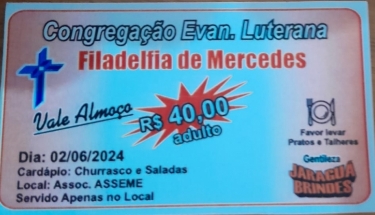 Congregação Evan. Luterana
Filadelfia de Mercedes
Vale Almoço
R$ 40,00
adulto
Favor levar
Pratos e Talheres
Dia: 02/06/2024
Cardápio: Churrasco e Saladas
Local: Assoc. ASSEME
Servido Apenas no Local
Gentileza
JARAGUA
BRINDES